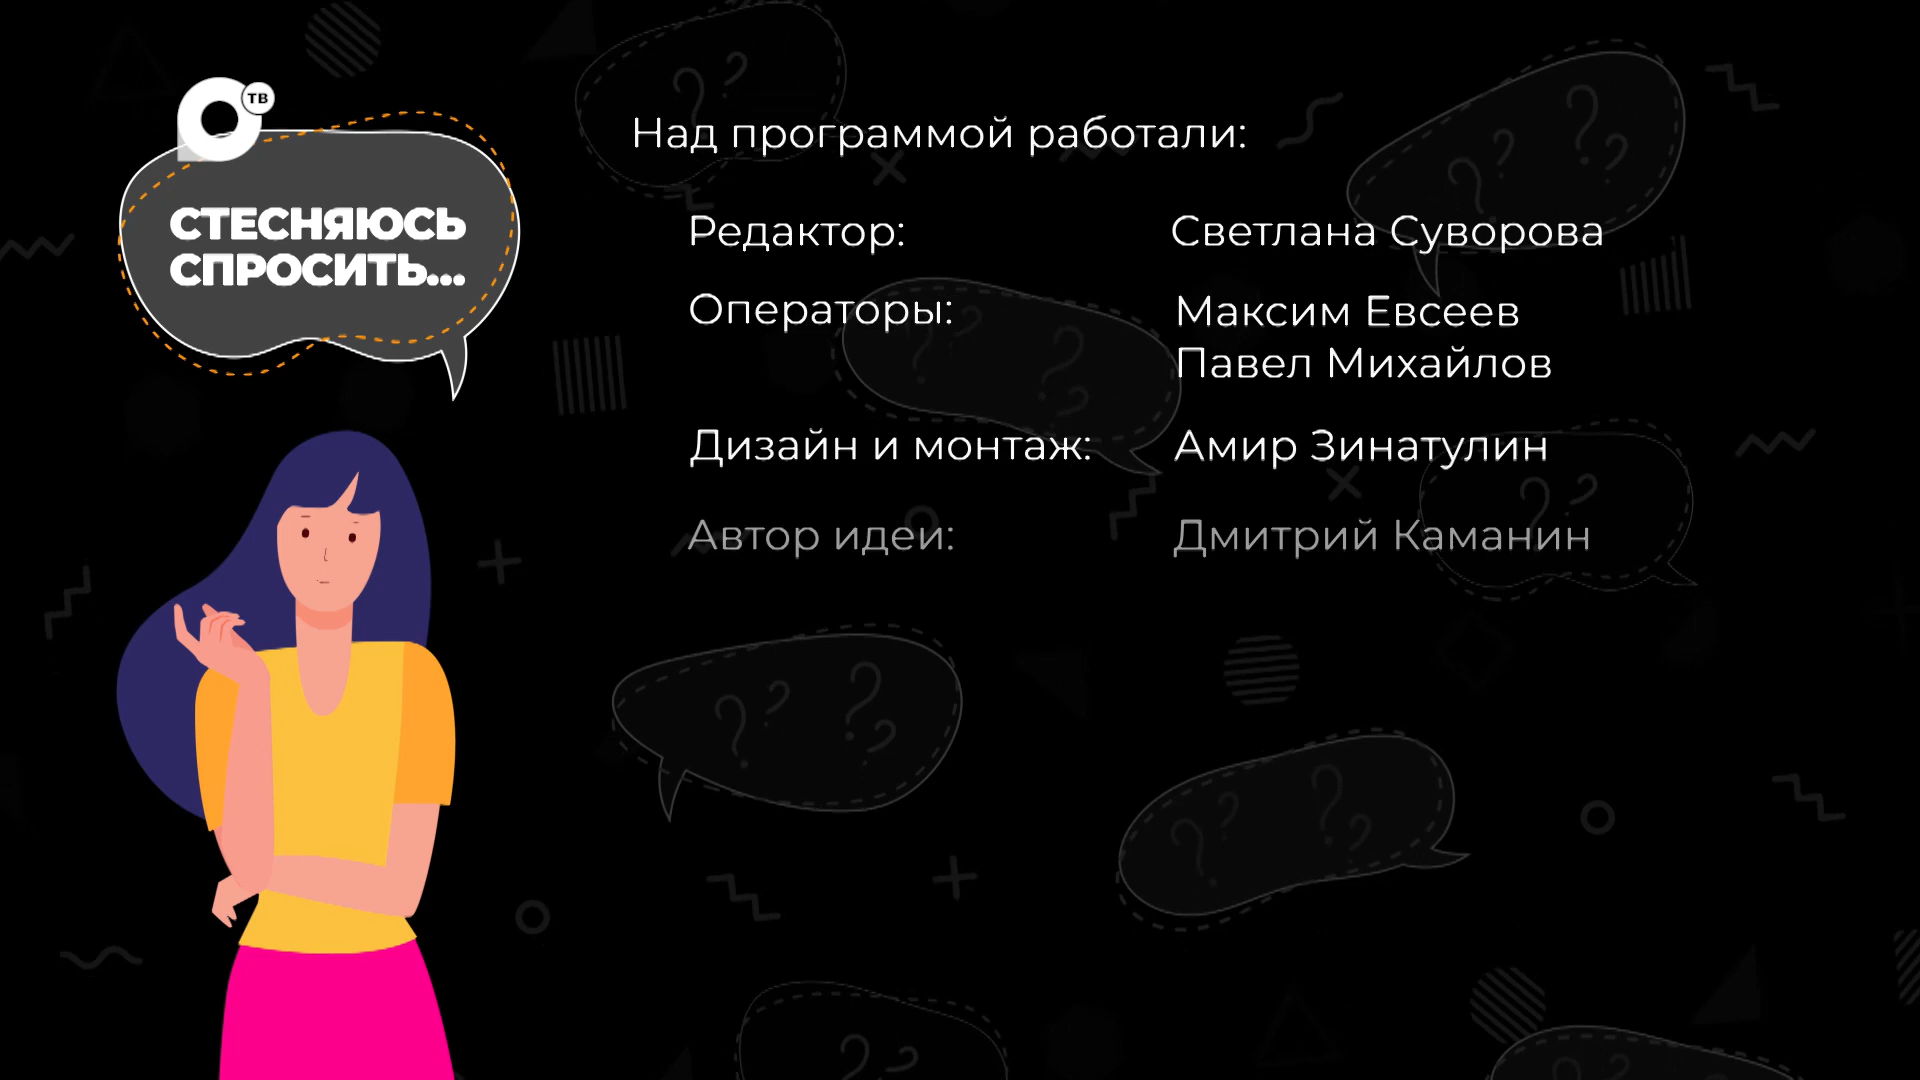 ТВ
СТЕСНЯЮСЬ
СПРОСИТЬ...
Над программой работали:
Редактор: Светлана Суворова
Операторы: Максим Евсеев
Павел Михайлов
Дизайн и монтаж: Амир Зинатулин
Автор идеи: Дмитрий Каманин